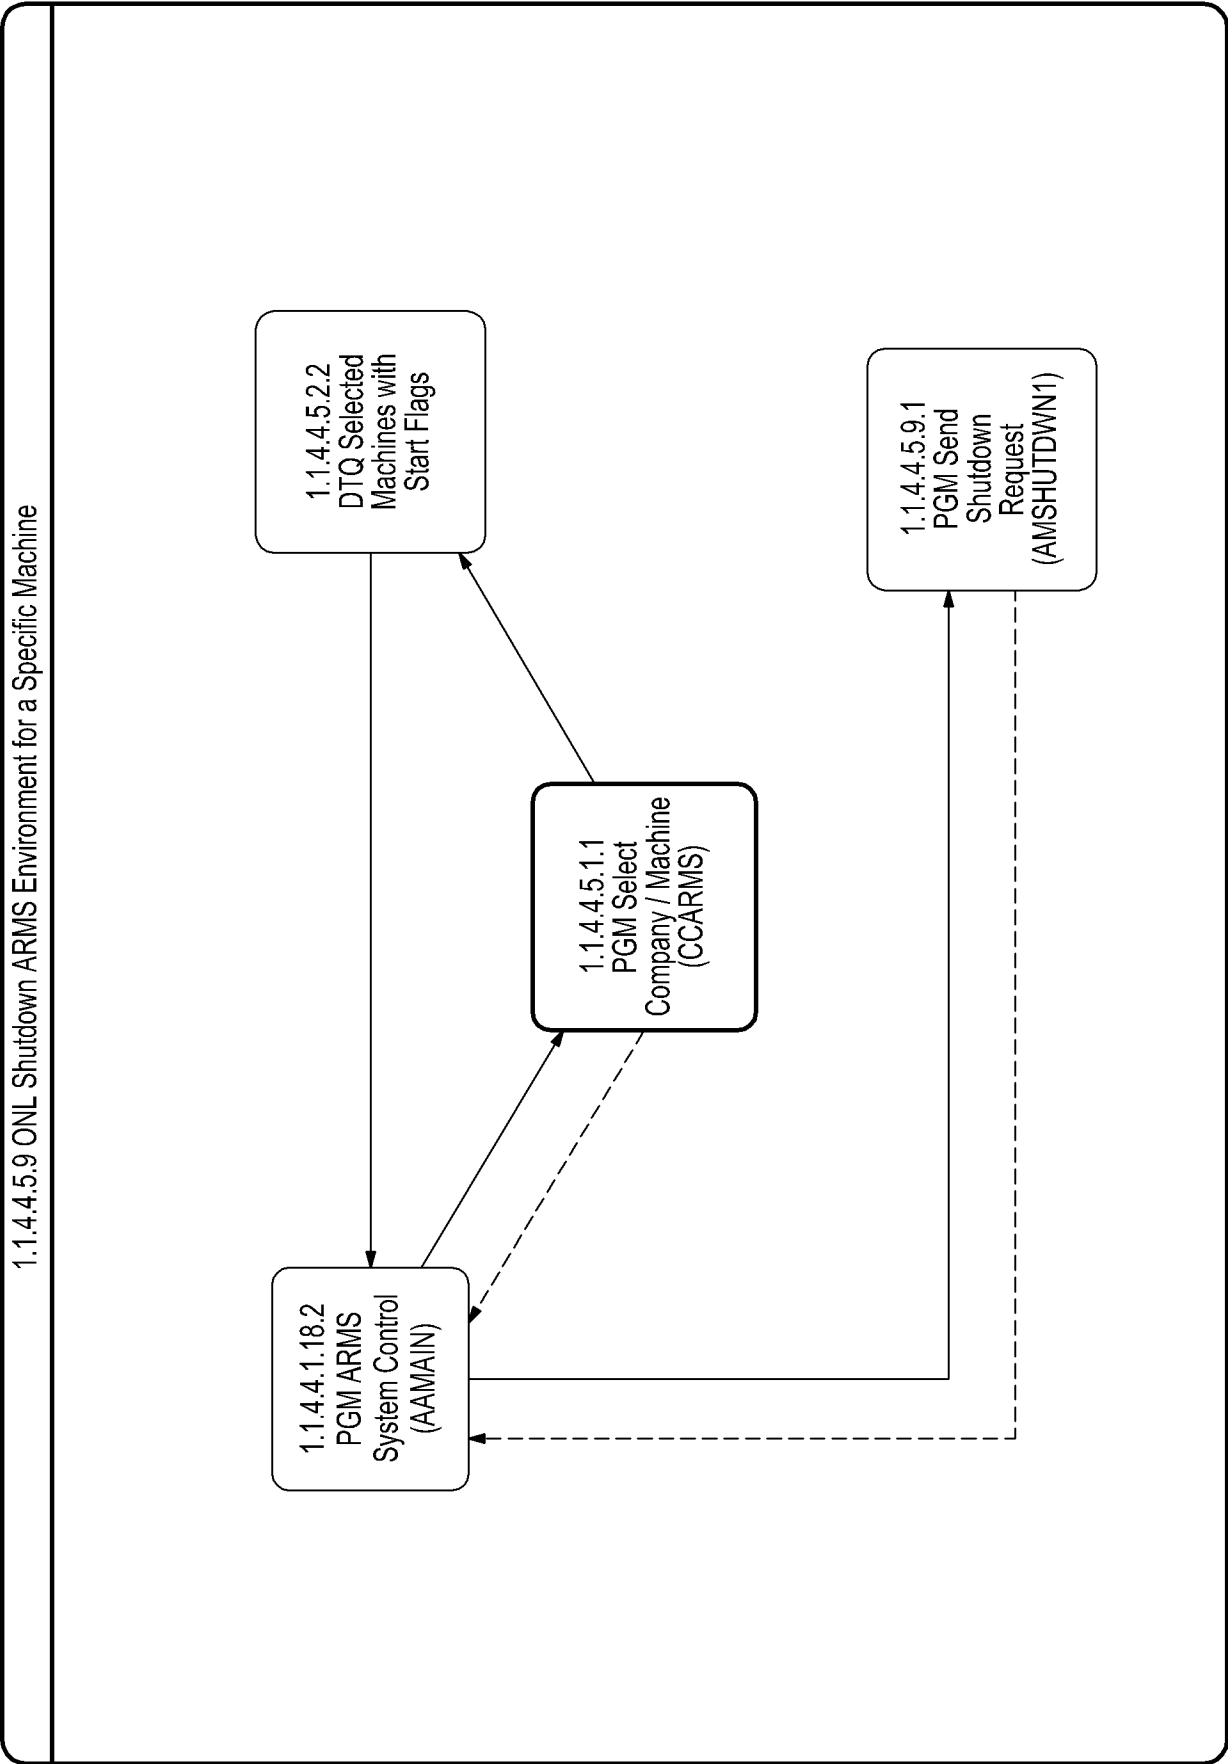 1.1.4.4.5.9 ONL Shutdown ARMS Environment for a Specific Machine
1.1.4.4.1.18.2
PGM ARMS
System Control
(AAMAIN)
1.1.4.4.5.2.2
DTQ Selected
Machines with
Start Flags
1.1.4.4.5.1.1
PGM Select
Company / Machine
(CCARMS)
1.1.4.4.5.9.1
PGM Send
Shutdown
Request
(AMSHUTDWN1)